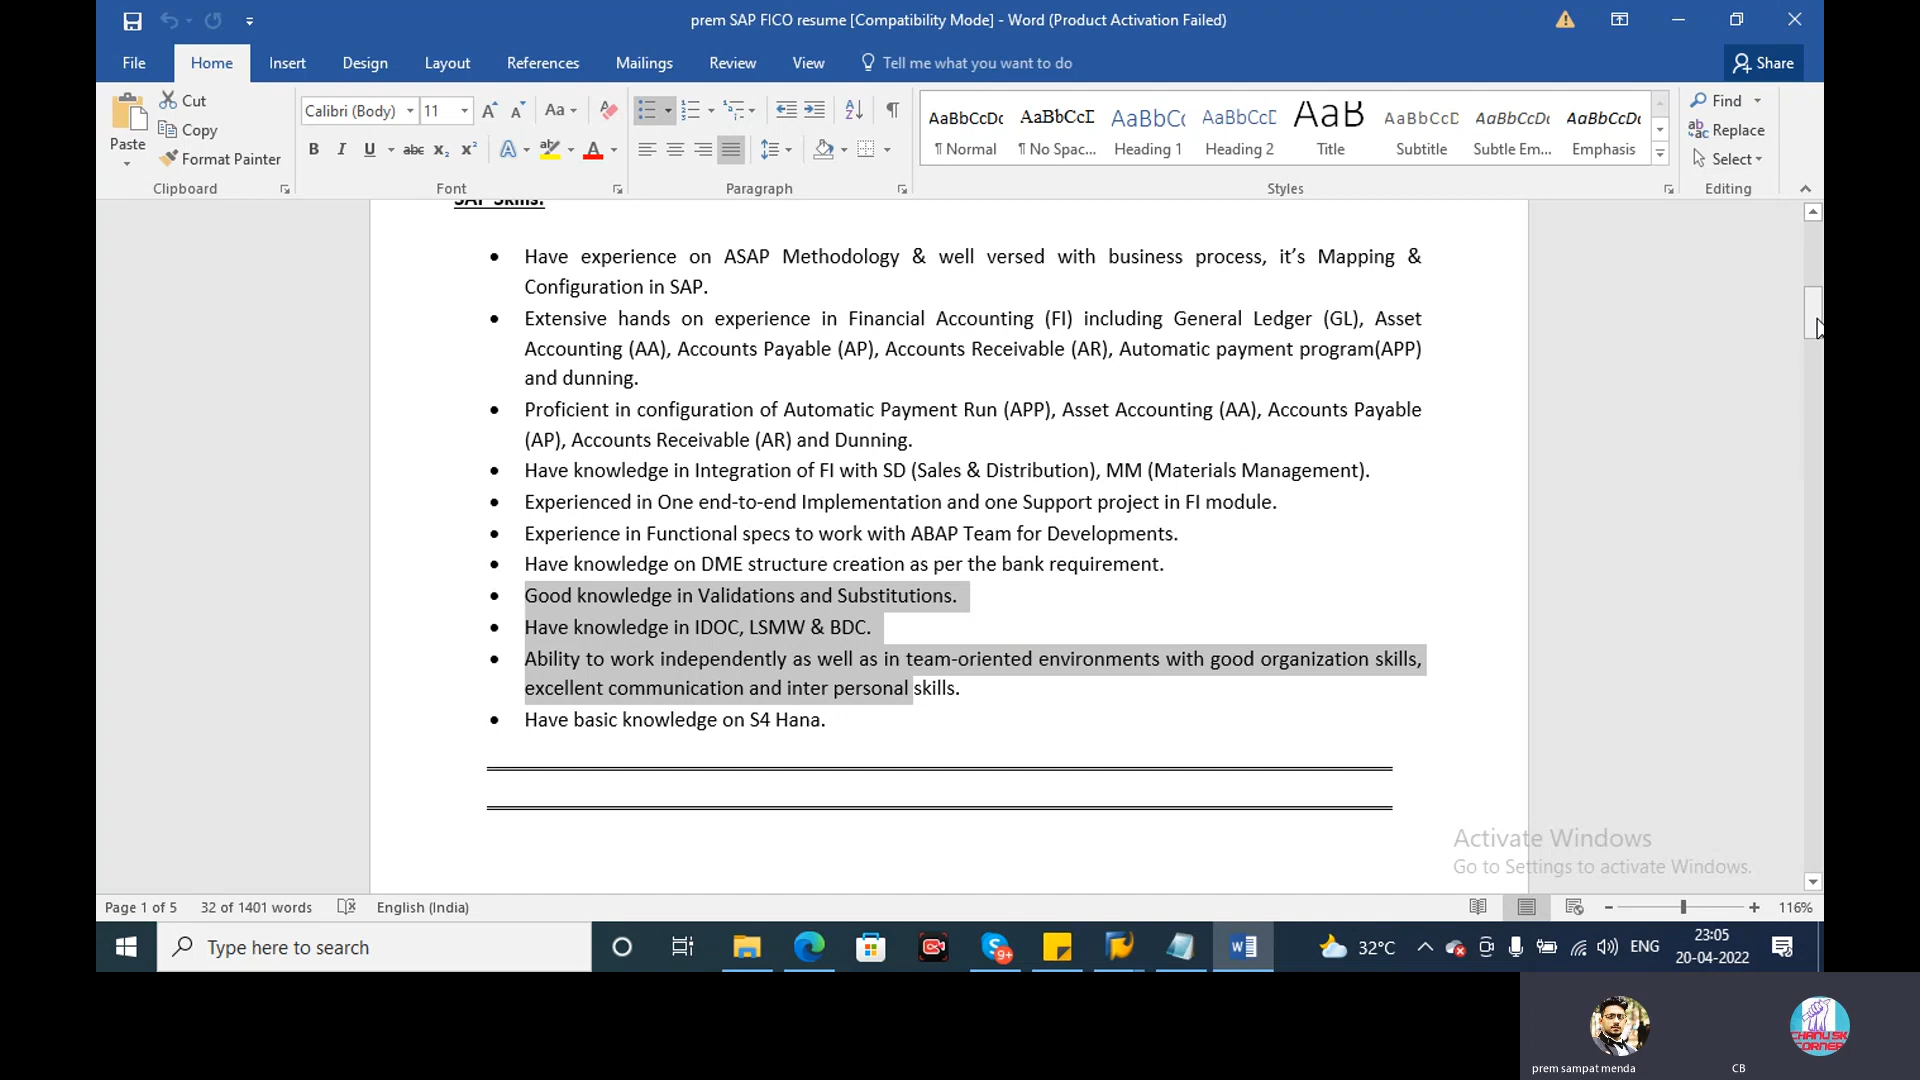 prem SAP FICO resume [Compatibility Mode] - Word (Product Activation Failed)
File Home Insert Design Layout References Mailings Review View Tell me what you want to do Share
Paste
Cut
Copy
Format Painter
Clipboard
Calibri (Body) 11
Font
Paragraph
AaBbCcDc AaBbCcD AaBbCc AaBbCcD AaB AaBbCcD AaBbCcDc AaBbCcDc
¶ Normal ¶ No Spac... Heading 1 Heading 2 Title Subtitle Subtle Em... Emphasis
Styles
Find
Replace
Select
Editing
SAP Skills:
• Have experience on ASAP Methodology & well versed with business process, it’s Mapping &
Configuration in SAP.
• Extensive hands on experience in Financial Accounting (FI) including General Ledger (GL), Asset
Accounting (AA), Accounts Payable (AP), Accounts Receivable (AR), Automatic payment program(APP)
and dunning.
• Proficient in configuration of Automatic Payment Run (APP), Asset Accounting (AA), Accounts Payable
(AP), Accounts Receivable (AR) and Dunning.
• Have knowledge in Integration of FI with SD (Sales & Distribution), MM (Materials Management).
• Experienced in One end-to-end Implementation and one Support project in FI module.
• Experience in Functional specs to work with ABAP Team for Developments.
• Have knowledge on DME structure creation as per the bank requirement.
• Good knowledge in Validations and Substitutions.
• Have knowledge in IDOC, LSMW & BDC.
• Ability to work independently as well as in team-oriented environments with good organization skills,
excellent communication and inter personal skills.
• Have basic knowledge on S4 Hana.
Activate Windows
Go to Settings to activate Windows.
Page 1 of 5 32 of 1401 words English (India) 116%
Type here to search
9+
32°C
ENG
23:05
20-04-2022
CHANU SK
CORNER
prem sampat menda
CB